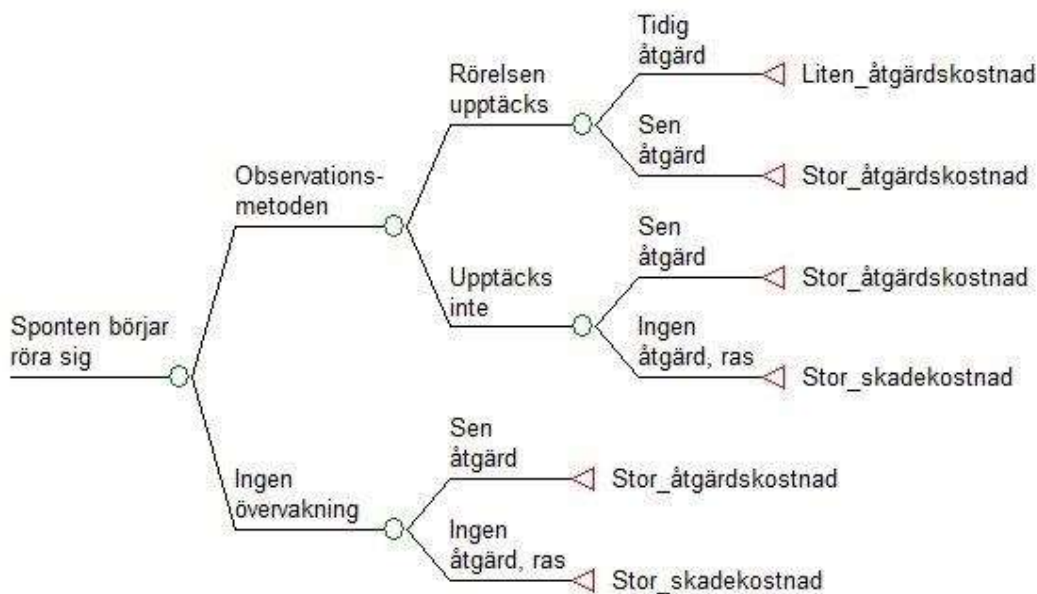 Tidig
åtgärd
Liten_åtgärdskostnad
Rörelsen
upptäcks
Sen
åtgärd
Stor_åtgärdskostnad
Observations-
metoden
Sen
åtgärd
Stor_åtgärdskostnad
Upptäcks
inte
Ingen
åtgärd, ras
Stor_skadekostnad
Sponten börjar
röra sig
Sen
åtgärd
Stor_åtgärdskostnad
Ingen
övervakning
Ingen
åtgärd, ras
Stor_skadekostnad